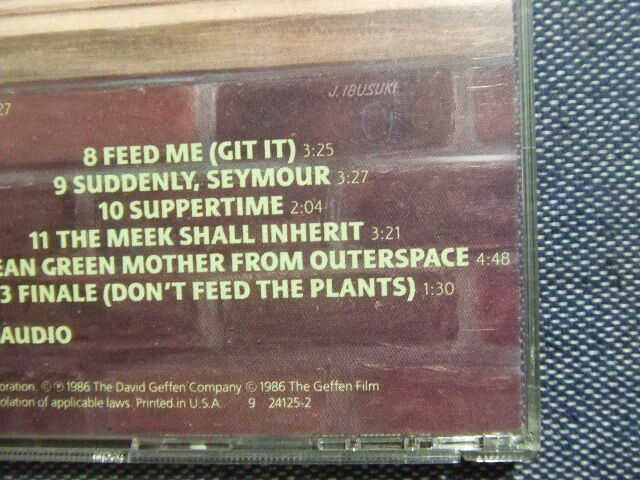 J. IBUSUKI
27
8 FEED ME (GIT IT) 3:25
9 SUDDENLY, SEYMOUR 3:27
10 SUPPERTIME 2:04
11 THE MEEK SHALL INHERIT 3:21
EAN GREEN MOTHER FROM OUTERSPACE 4:48
3 FINALE (DON'T FEED THE PLANTS) 1:30
AUDIO
oration. © ℗ 1986 The David Geffen Company © 1986 The Geffen Film
olation of applicable laws. Printed in U.S.A. 9 24125-2